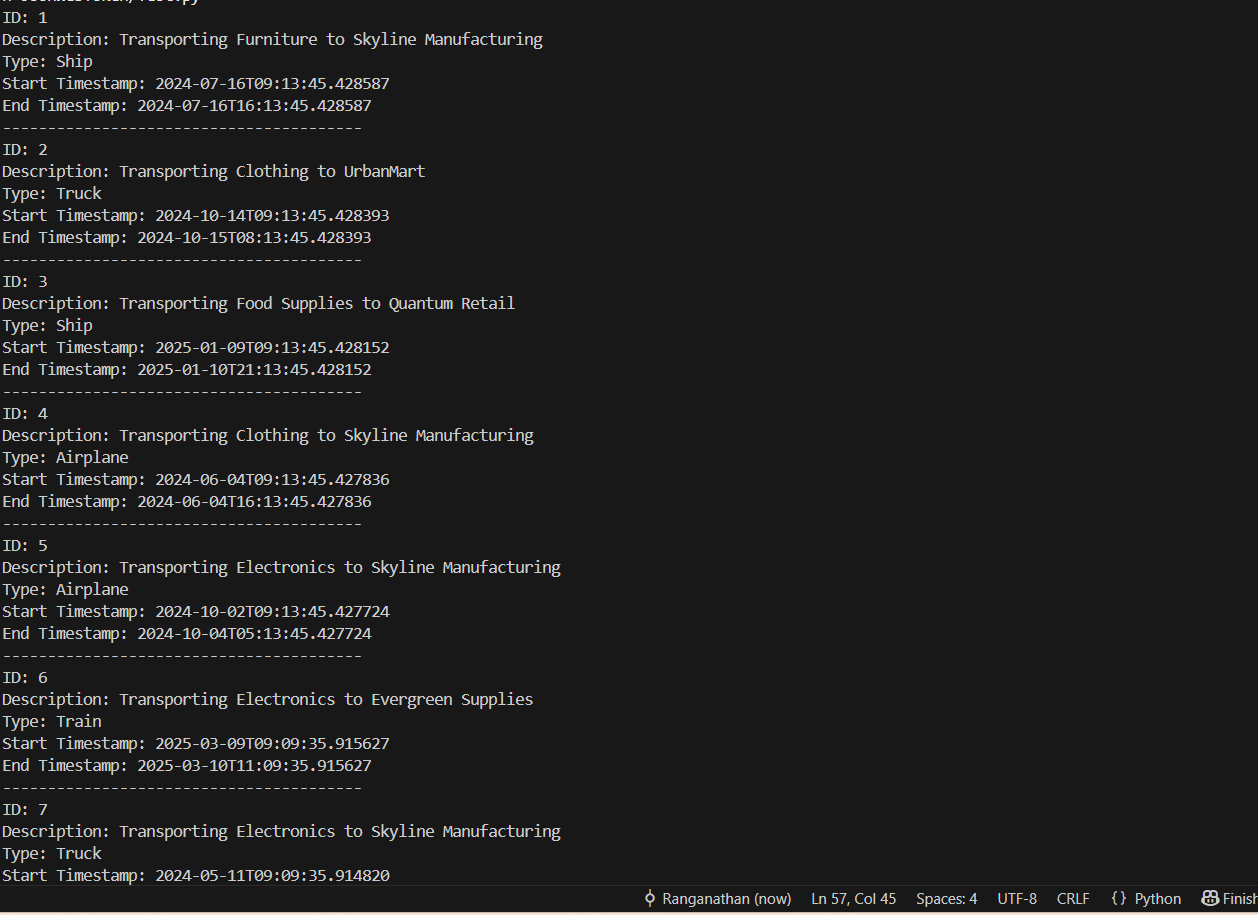 ID: 1
Description: Transporting Furniture to Skyline Manufacturing
Type: Ship
Start Timestamp: 2024-07-16T09:13:45.428587
End Timestamp: 2024-07-16T16:13:45.428587
----------------------------------------
ID: 2
Description: Transporting Clothing to UrbanMart
Type: Truck
Start Timestamp: 2024-10-14T09:13:45.428393
End Timestamp: 2024-10-15T08:13:45.428393
----------------------------------------
ID: 3
Description: Transporting Food Supplies to Quantum Retail
Type: Ship
Start Timestamp: 2025-01-09T09:13:45.428152
End Timestamp: 2025-01-10T21:13:45.428152
----------------------------------------
ID: 4
Description: Transporting Clothing to Skyline Manufacturing
Type: Airplane
Start Timestamp: 2024-06-04T09:13:45.427836
End Timestamp: 2024-06-04T16:13:45.427836
----------------------------------------
ID: 5
Description: Transporting Electronics to Skyline Manufacturing
Type: Airplane
Start Timestamp: 2024-10-02T09:13:45.427724
End Timestamp: 2024-10-04T05:13:45.427724
----------------------------------------
ID: 6
Description: Transporting Electronics to Evergreen Supplies
Type: Train
Start Timestamp: 2025-03-09T09:09:35.915627
End Timestamp: 2025-03-10T11:09:35.915627
----------------------------------------
ID: 7
Description: Transporting Electronics to Skyline Manufacturing
Type: Truck
Start Timestamp: 2024-05-11T09:09:35.914820
Ranganathan (now) Ln 57, Col 45 Spaces: 4 UTF-8 CRLF {} Python Finish